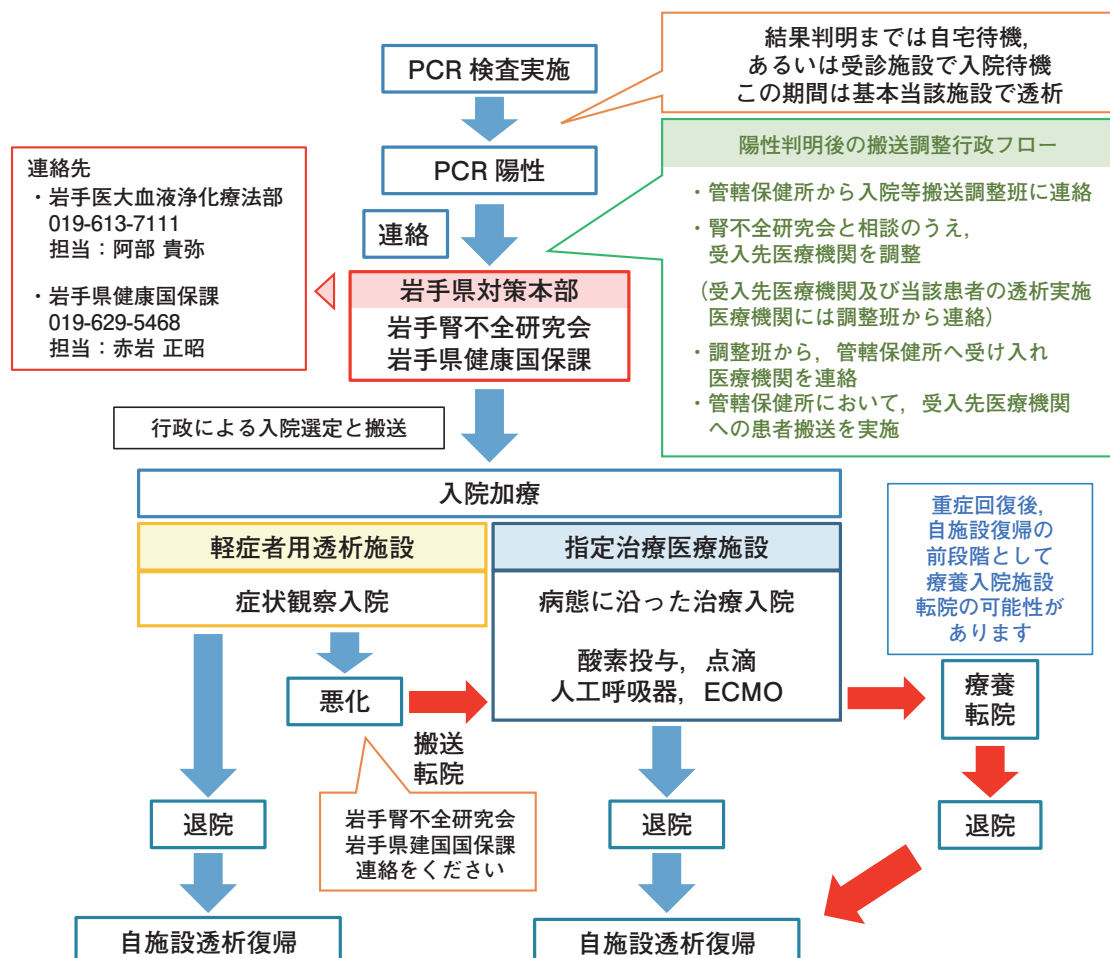 PCR 検査実施
結果判明までは自宅待機，
あるいは受診施設で入院待機
この期間は基本当該施設で透析
PCR 陽性
連絡
連絡先
・岩手医大血液浄化療法部
019-613-7111
担当：阿部 貴弥
・岩手県健康国保課
019-629-5468
担当：赤岩 正昭
陽性判明後の搬送調整行政フロー
・管轄保健所から入院等搬送調整班に連絡
・腎不全研究会と相談のうえ，
受入先医療機関を調整
（受入先医療機関及び当該患者の透析実施
医療機関には調整班から連絡）
・調整班から，管轄保健所へ受け入れ
医療機関を連絡
・管轄保健所において，受入先医療機関
への患者搬送を実施
岩手県対策本部
岩手腎不全研究会
岩手県健康国保課
行政による入院選定と搬送
入院加療
軽症者用透析施設
症状観察入院
指定治療医療施設
病態に沿った治療入院
酸素投与，点滴
人工呼吸器，ECMO
重症回復後，
自施設復帰の
前段階として
療養入院施設
転院の可能性が
あります
悪化
搬送
転院
療養
転院
岩手腎不全研究会
岩手県建国国保課
連絡をください
退院
退院
退院
自施設透析復帰
自施設透析復帰